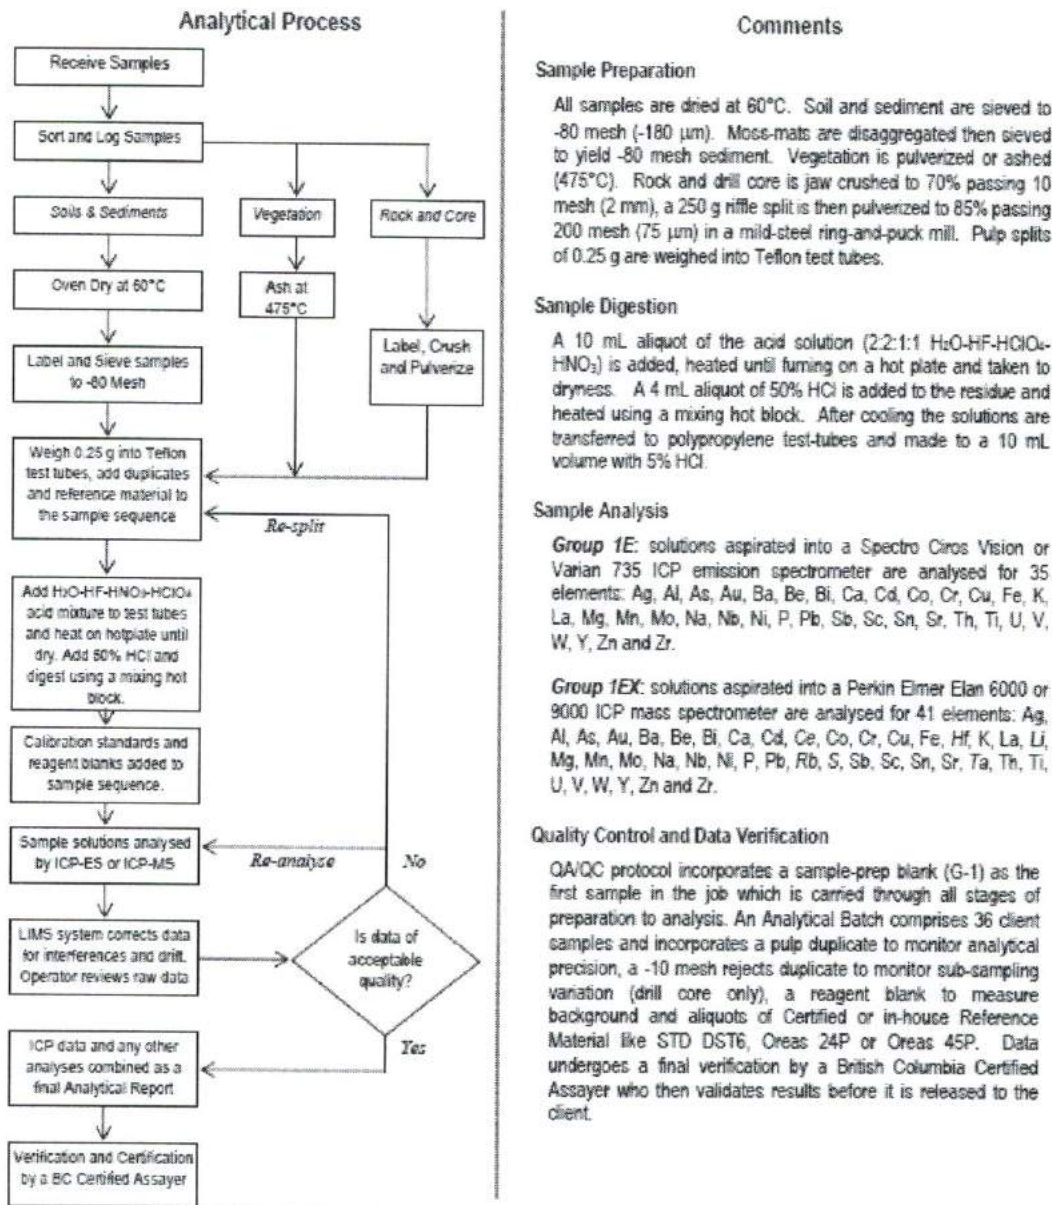 Analytical Process
Receive Samples
Sort and Log Samples
Soils & Sediments
Vegetation
Rock and Core
Oven Dry at 60°C
Ash at
475°C
Label and Sieve samples
to -80 Mesh
Label, Crush
and Pulverize
Weigh 0.25 g into Teflon
test tubes, add duplicates
and reference material to
the sample sequence
Re-split
Add H₂O-HF-HNO₃-HClO₄
acid mixture to test tubes
and heat on hotplate until
dry. Add 50% HCl and
digest using a mixing hot
block.
Calibration standards and
reagent blanks added to
sample sequence.
Sample solutions analysed
by ICP-ES or ICP-MS
Re-analyze
No
LIMS system corrects data
for interferences and drift.
Operator reviews raw data
Is data of
acceptable
quality?
Yes
ICP data and any other
analyses combined as a
final Analytical Report
Verification and Certification
by a BC Certified Assayer
Comments
Sample Preparation
All samples are dried at 60°C. Soil and sediment are sieved to
-80 mesh (-180 µm). Moss-mats are disaggregated then sieved
to yield -80 mesh sediment. Vegetation is pulverized or ashed
(475°C). Rock and drill core is jaw crushed to 70% passing 10
mesh (2 mm), a 250 g riffle split is then pulverized to 85% passing
200 mesh (75 µm) in a mild-steel ring-and-puck mill. Pulp splits
of 0.25 g are weighed into Teflon test tubes.
Sample Digestion
A 10 mL aliquot of the acid solution (2:2:1:1 H₂O-HF-HClO₄-
HNO₃) is added, heated until fuming on a hot plate and taken to
dryness. A 4 mL aliquot of 50% HCl is added to the residue and
heated using a mixing hot block. After cooling the solutions are
transferred to polypropylene test-tubes and made to a 10 mL
volume with 5% HCl.
Sample Analysis
Group 1E: solutions aspirated into a Spectro Ciros Vision or
Varian 735 ICP emission spectrometer are analysed for 35
elements: Ag, Al, As, Au, Ba, Be, Bi, Ca, Cd, Co, Cr, Cu, Fe, K,
La, Mg, Mn, Mo, Na, Nb, Ni, P, Pb, Sb, Sc, Sn, Sr, Th, Ti, U, V,
W, Y, Zn and Zr.
Group 1EX: solutions aspirated into a Perkin Elmer Elan 6000 or
9000 ICP mass spectrometer are analysed for 41 elements: Ag,
Al, As, Au, Ba, Be, Bi, Ca, Cd, Ce, Co, Cr, Cu, Fe, Hf, K, La, Li,
Mg, Mn, Mo, Na, Nb, Ni, P, Pb, Rb, S, Sb, Sc, Sn, Sr, Ta, Th, Ti,
U, V, W, Y, Zn and Zr.
Quality Control and Data Verification
QA/QC protocol incorporates a sample-prep blank (G-1) as the
first sample in the job which is carried through all stages of
preparation to analysis. An Analytical Batch comprises 36 client
samples and incorporates a pulp duplicate to monitor analytical
precision, a -10 mesh rejects duplicate to monitor sub-sampling
variation (drill core only), a reagent blank to measure
background and aliquots of Certified or in-house Reference
Material like STD DST6, Oreas 24P or Oreas 45P. Data
undergoes a final verification by a British Columbia Certified
Assayer who then validates results before it is released to the
client.